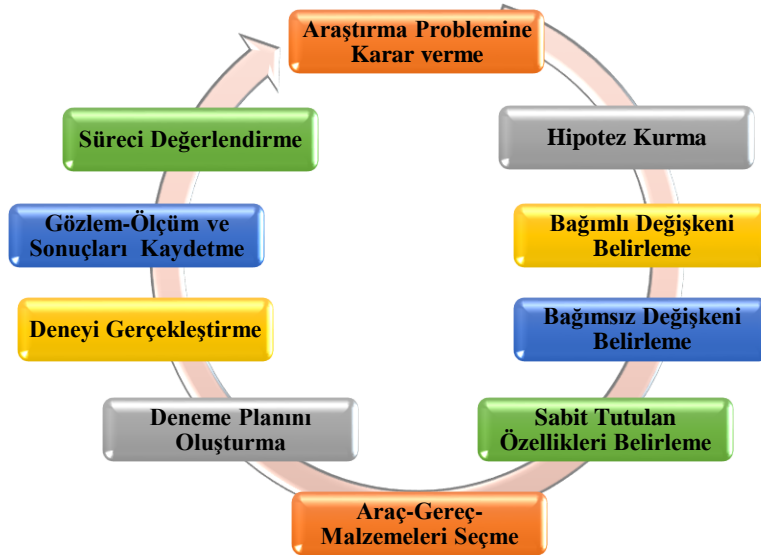 Araştırma Problemine
Karar verme
Hipotez Kurma
Bağımlı Değişkeni
Belirleme
Bağımsız Değişkeni
Belirleme
Sabit Tutulan
Özellikleri Belirleme
Araç-Gereç-
Malzemeleri Seçme
Deneme Planını
Oluşturma
Deneyi Gerçekleştirme
Gözlem-Ölçüm ve
Sonuçları Kaydetme
Süreci Değerlendirme